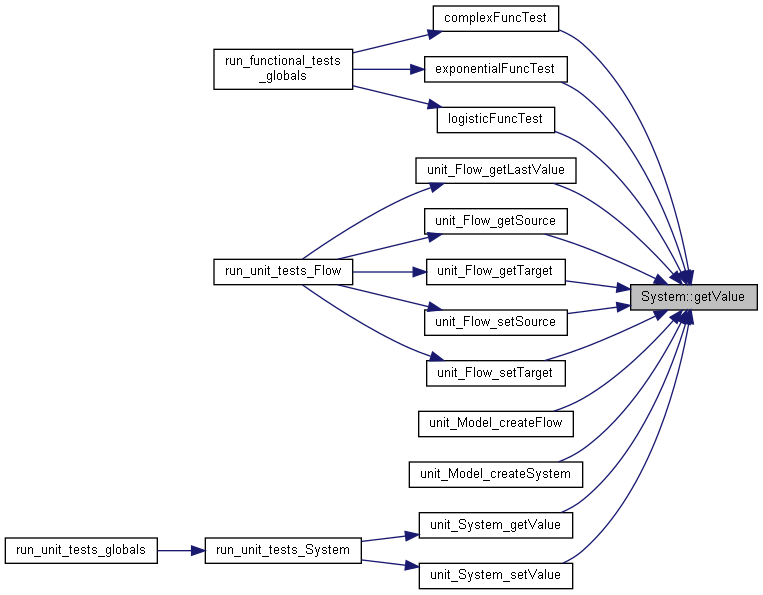 complexFuncTest
run_functional_tests
_globals
exponentialFuncTest
logisticFuncTest
unit_Flow_getLastValue
unit_Flow_getSource
run_unit_tests_Flow
unit_Flow_getTarget
System::getValue
unit_Flow_setSource
unit_Flow_setTarget
unit_Model_createFlow
unit_Model_createSystem
unit_System_getValue
run_unit_tests_globals
run_unit_tests_System
unit_System_setValue